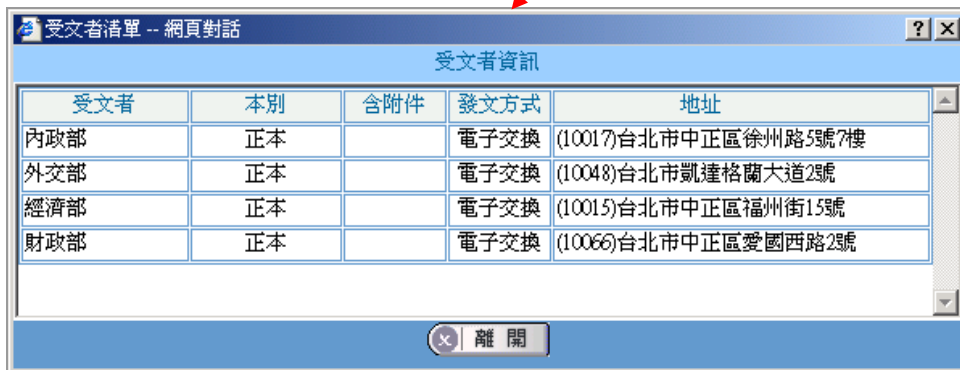 受文者清單 -- 網頁對話
受文者資訊
受文者 本別 含附件 發文方式 地址
內政部 正本 電子交換 (10017)台北市中正區徐州路5號7樓
外交部 正本 電子交換 (10048)台北市凱達格蘭大道2號
經濟部 正本 電子交換 (10015)台北市中正區福州街15號
財政部 正本 電子交換 (10066)台北市中正區愛國西路2號
離開